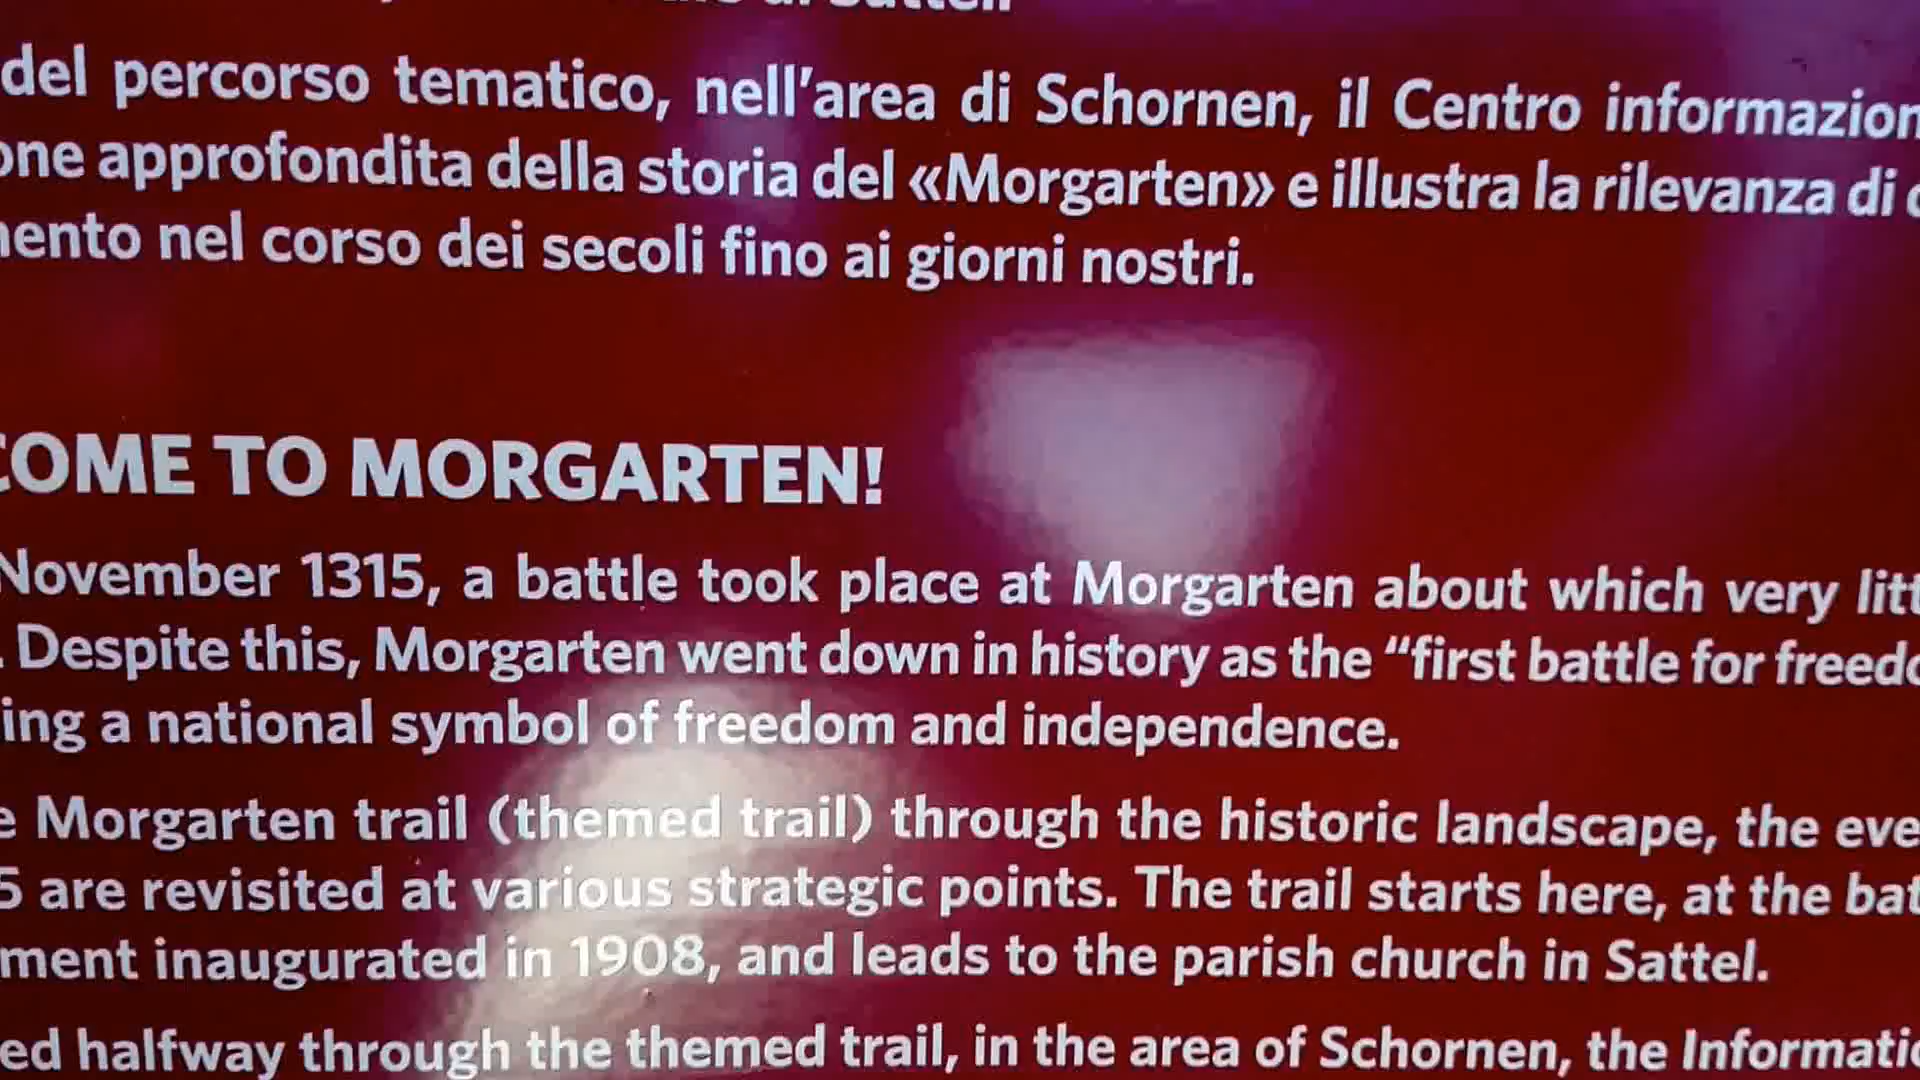 di Sattel.
del percorso tematico, nell'area di Schornen, il Centro informazion
one approfondita della storia del «Morgarten» e illustra la rilevanza di
mento nel corso dei secoli fino ai giorni nostri.
COME TO MORGARTEN!
November 1315, a battle took place at Morgarten about which very litt
. Despite this, Morgarten went down in history as the “first battle for freedo
ing a national symbol of freedom and independence.
e Morgarten trail (themed trail) through the historic landscape, the eve
5 are revisited at various strategic points. The trail starts here, at the bat
ment inaugurated in 1908, and leads to the parish church in Sattel.
ed halfway through the themed trail, in the area of Schornen, the Informatio